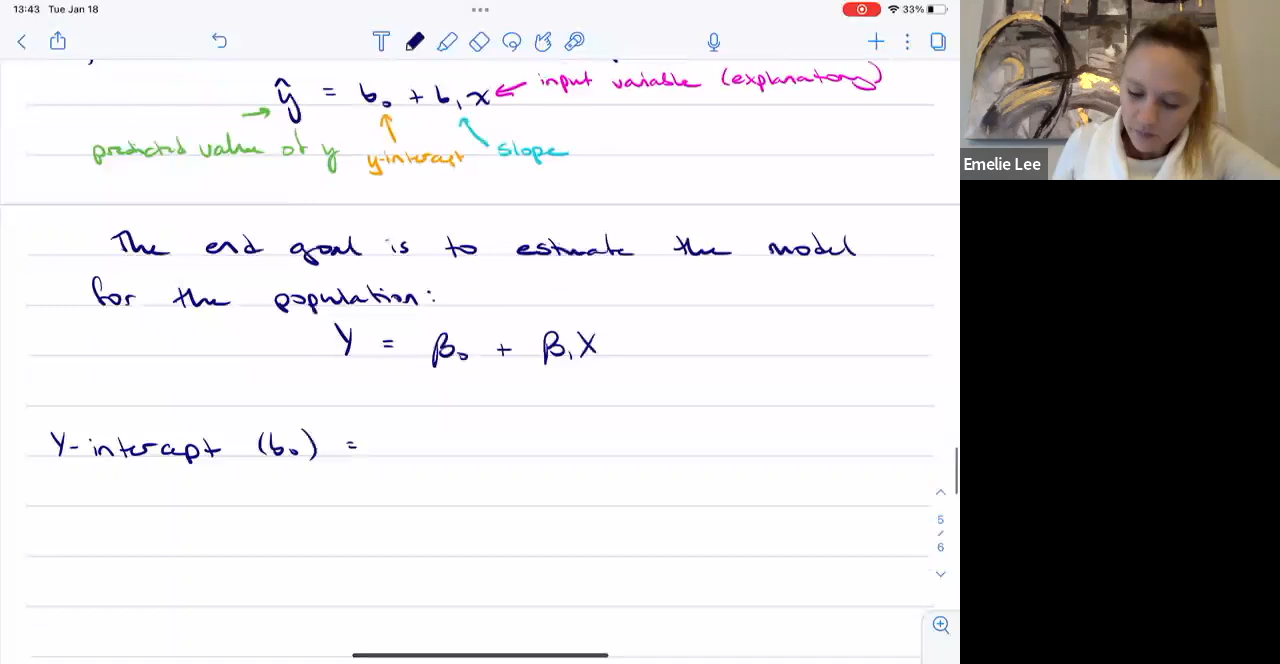 13:43 Tue Jan 18
33%
ŷ = b₀ + b₁x ← input variable (explanatory)
predicted value of y y-intercept slope
Emelie Lee
The end goal is to estimate the model
for the population:
Y = β₀ + β₁X
Y-intercept (b₀) =
5
/
6